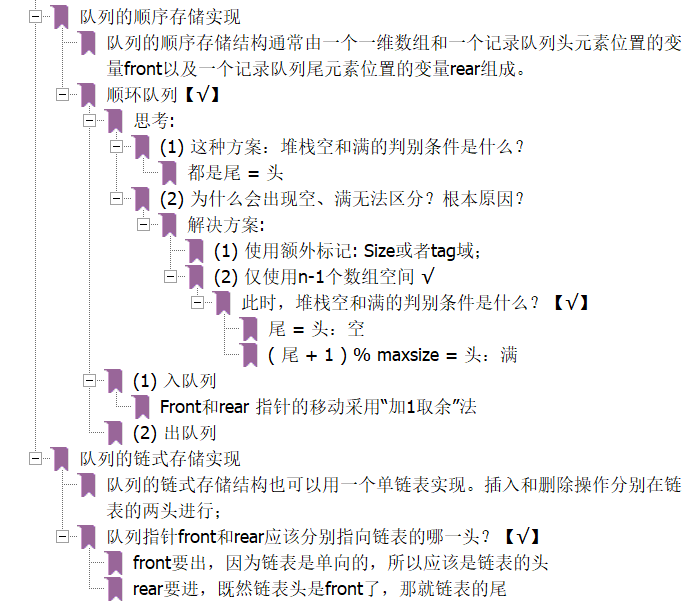 队列的顺序存储实现
队列的顺序存储结构通常由一个一维数组和一个记录队列头元素位置的变
量front以及一个记录队列尾元素位置的变量rear组成。
顺环队列【√】
思考:
(1) 这种方案：堆栈空和满的判别条件是什么？
都是尾 = 头
(2) 为什么会出现空、满无法区分？根本原因？
解决方案:
(1) 使用额外标记: Size或者tag域；
(2) 仅使用n-1个数组空间 √
此时，堆栈空和满的判别条件是什么？【√】
尾 = 头：空
( 尾 + 1 ) % maxsize = 头：满
(1) 入队列
Front和rear 指针的移动采用“加1取余”法
(2) 出队列
队列的链式存储实现
队列的链式存储结构也可以用一个单链表实现。插入和删除操作分别在链
表的两头进行；
队列指针front和rear应该分别指向链表的哪一头？【√】
front要出，因为链表是单向的，所以应该是链表的头
rear要进，既然链表头是front了，那就链表的尾